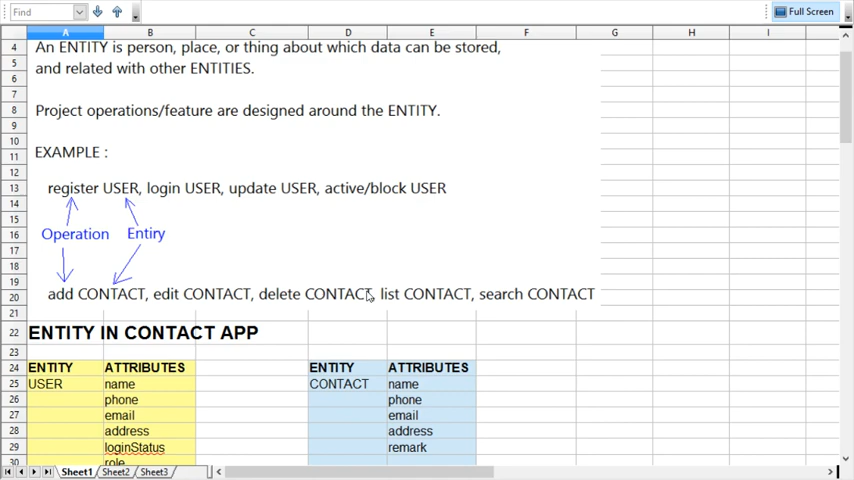 Find
Full Screen
A B C D E F G H I
4 An ENTITY is person, place, or thing about which data can be stored,
5
6 and related with other ENTITIES.
7
8 Project operations/feature are designed around the ENTITY.
9
10
11 EXAMPLE :
12
13 register USER, login USER, update USER, active/block USER
14
15
16 Operation Entiry
17
18
19
20 add CONTACT, edit CONTACT, delete CONTACT, list CONTACT, search CONTACT
21
22 ENTITY IN CONTACT APP
23
24 ENTITY ATTRIBUTES ENTITY ATTRIBUTES
25 USER name CONTACT name
26 phone phone
27 email email
28 address address
29 loginStatus remark
30 role
Sheet1 Sheet2 Sheet3